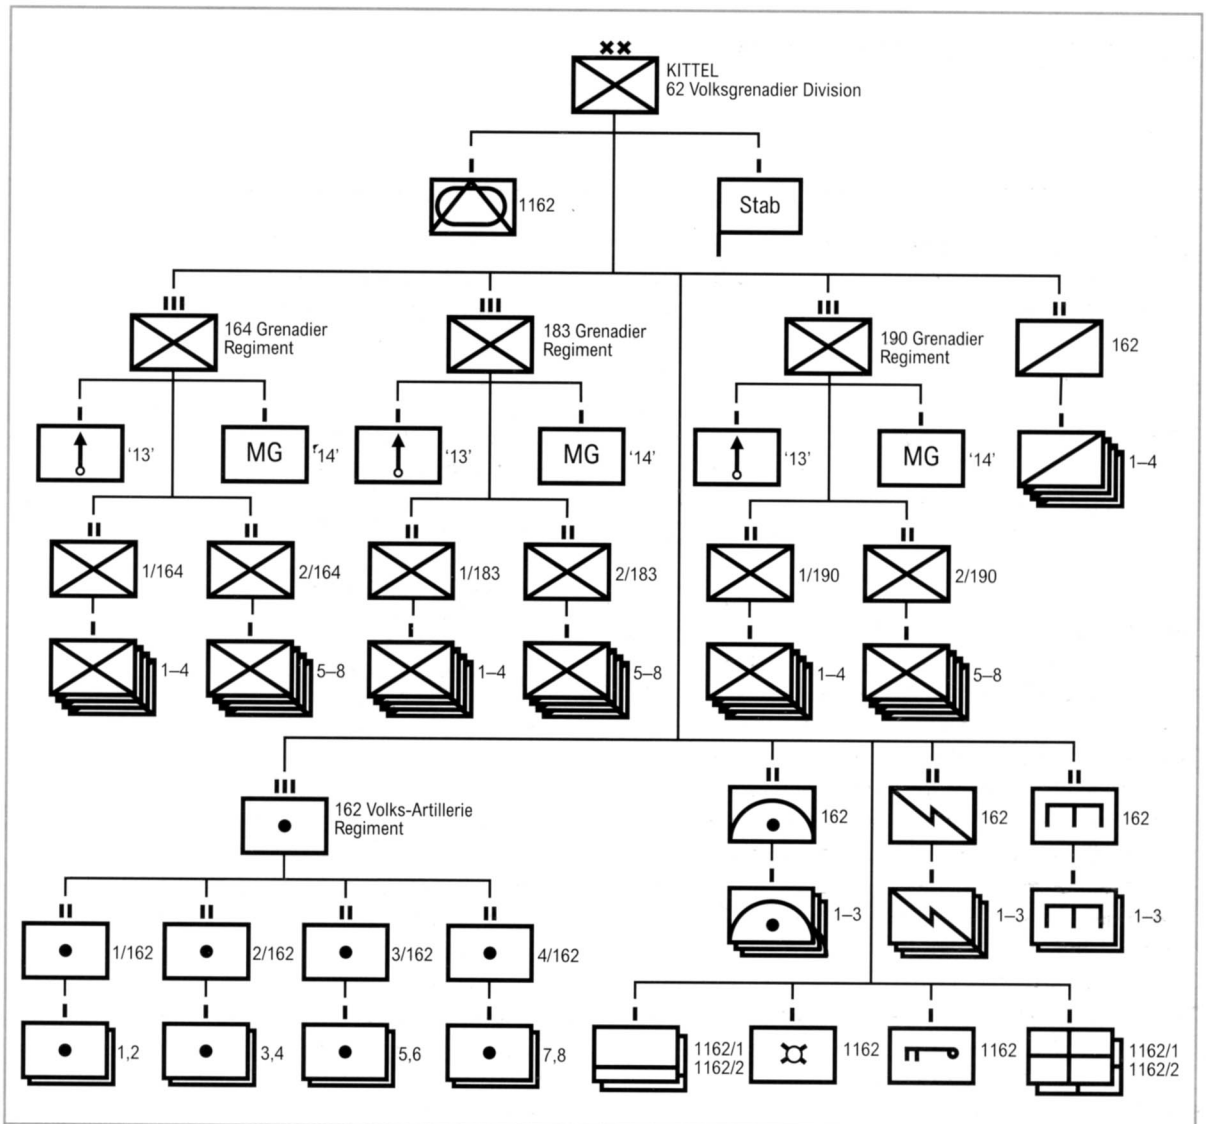 KITTEL
62 Volksgrenadier Division
1162
Stab
164 Grenadier
Regiment
183 Grenadier
Regiment
190 Grenadier
Regiment
162
‘13’
MG
‘14’
‘13’
MG
‘14’
‘13’
MG
‘14’
1–4
1/164
2/164
1/183
2/183
1/190
2/190
1–4
5–8
1–4
5–8
1–4
5–8
162 Volks-Artillerie
Regiment
162
162
162
1–3
1–3
1–3
1/162
2/162
3/162
4/162
1,2
3,4
5,6
7,8
1162/1
1162/2
1162
1162
1162/1
1162/2